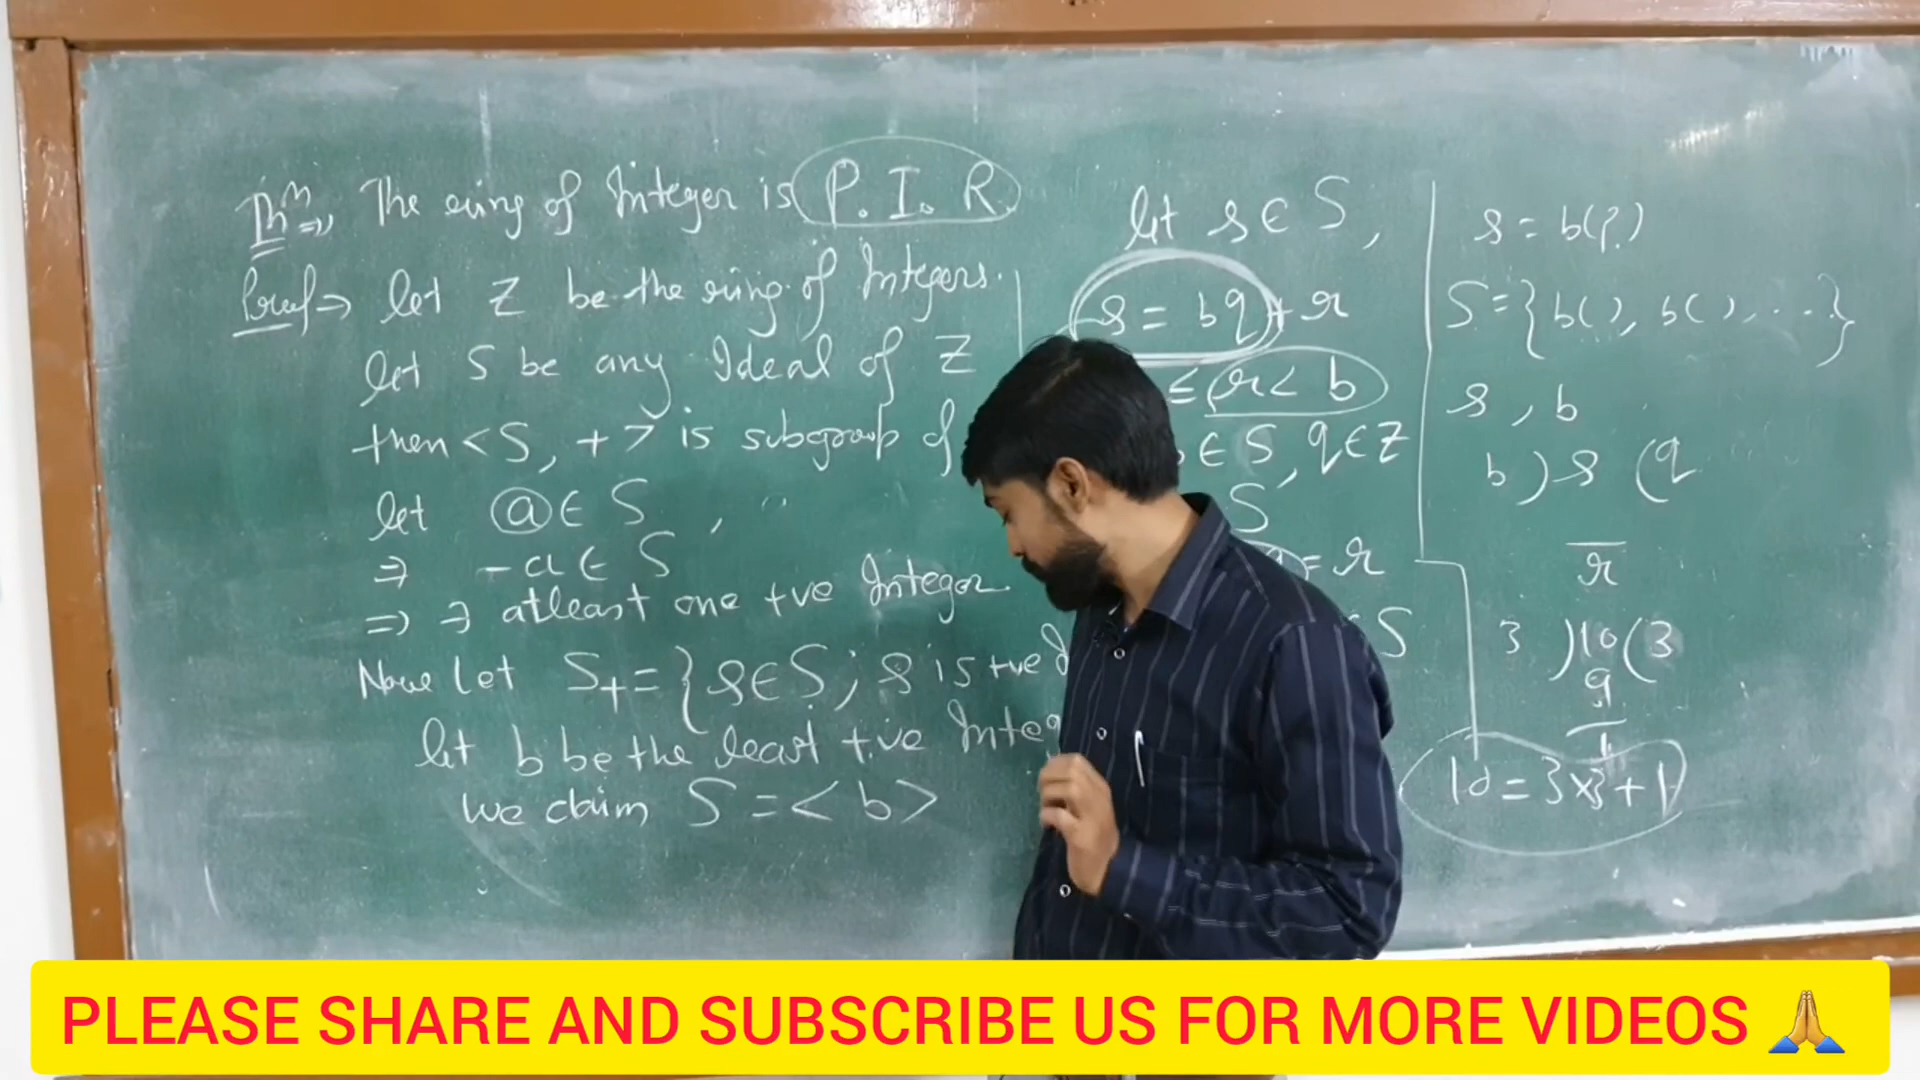 Thm ⇒ The ring of Integer is P. I. R.
Proof ⇒ let Z be the ring of Integers.
let S be any Ideal of Z
then <S, +> is subgroup of
let a ∈ S,
⇒ -a ∈ S
⇒ ∃ atleast one +ve Integer
Now let S+ = { s ∈ S ; s is +ve I
let b be the least +ve Integ
we claim S = < b >
let s ∈ S,
s = bq + r
≤ r < b
∈ S, q ∈ Z
S
= r
S
s = b(?)
S = { b( ), b( ), ... }
s, b
b ) s ( q
r
3 ) 10 ( 3
9
1
10 = 3×3 + 1
PLEASE SHARE AND SUBSCRIBE US FOR MORE VIDEOS 🙏